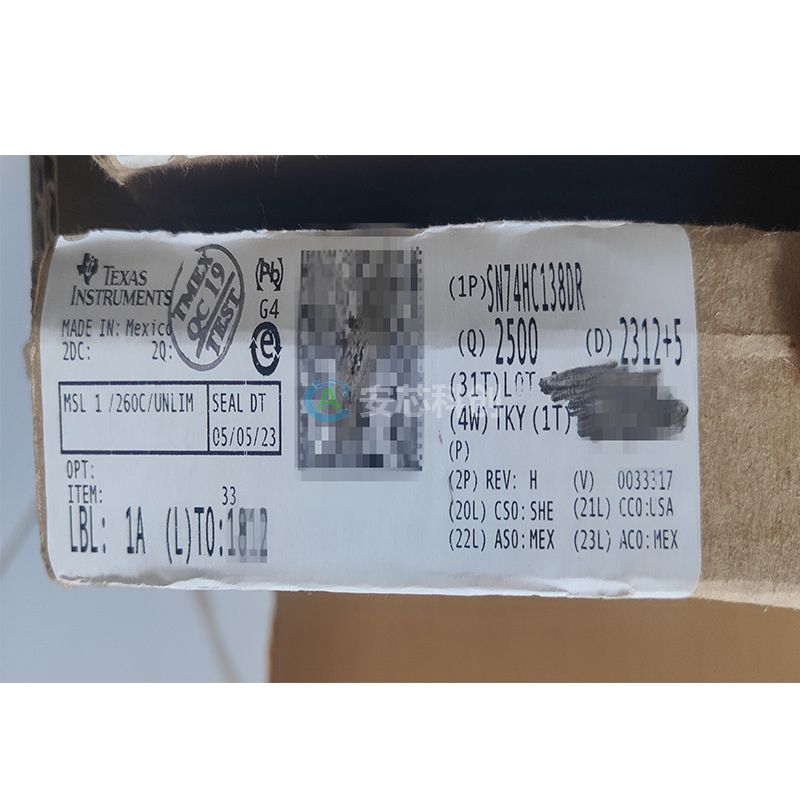 TEXAS
INSTRUMENTS
MADE IN: Mexico
2DC: 2Q:
TMEX
QC 19
TEST
Pb
G4
e
MSL 1 /260C/UNLIM
SEAL DT
05/05/23
OPT:
ITEM:
33
LBL: 1A (L)TO:
(1P)SN74HC138DR
(Q) 2500 (D) 2312+5
(31T)LOT
(4W)TKY(1T)
(P)
(2P) REV: H (V) 0033317
(20L) CSO:SHE (21L) CCO:USA
(22L) ASO:MEX (23L) ACO:MEX
安芯科